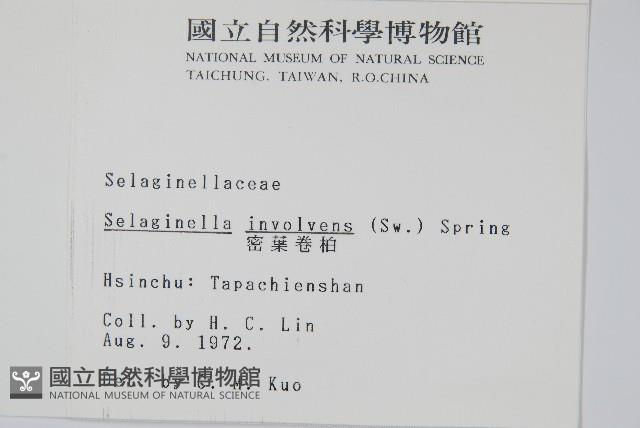 國立自然科學博物館
NATIONAL MUSEUM OF NATURAL SCIENCE
TAICHUNG, TAIWAN, R.O.CHINA
Selaginellaceae
Selaginella involvens (Sw.) Spring
密葉卷柏
Hsinchu: Tapachienshan
Coll. by H. C. Lin
Aug. 9. 1972.
by Kuo
國立自然科學博物館
NATIONAL MUSEUM OF NATURAL SCIENCE